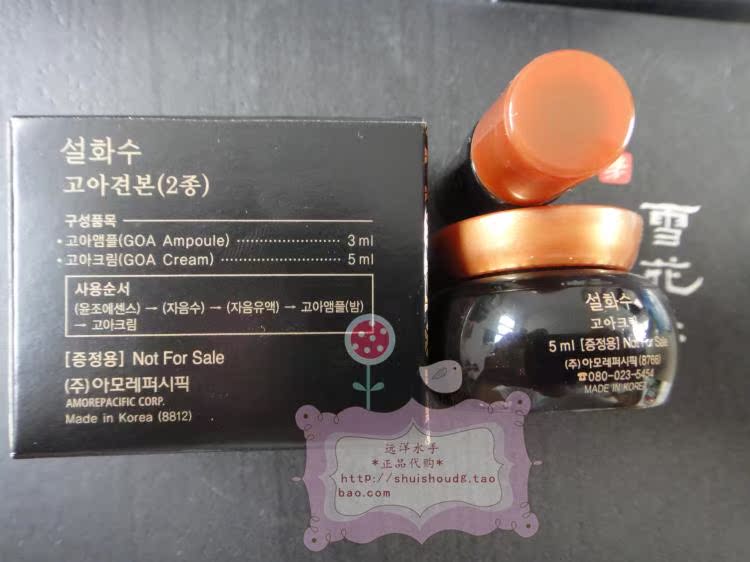 설화수
고아견본(2종)
구성품목
• 고아앰풀(GOA Ampoule) ······················ 3 ml
• 고아크림(GOA Cream) ························· 5 ml
사용순서
(윤조에센스) → (자음수) → (자음유액) → 고아앰풀(밤)
→ 고아크림
[증정용] Not For Sale
(주)아모레퍼시픽
AMOREPACIFIC CORP.
Made in Korea (8812)
설화수
고아크림
5 ml [증정용] Not For Sale
(주)아모레퍼시픽(8766)
☎080-023-5454
MADE IN KOREA
雪花
远洋水手
*正品代购*
http://shuishoudg.tao
bao.com